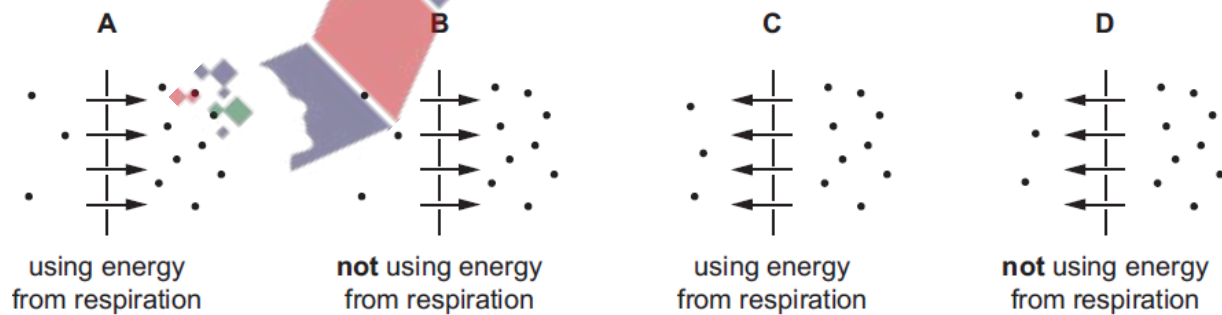 A
B
C
D
using energy
from respiration
not using energy
from respiration
using energy
from respiration
not using energy
from respiration